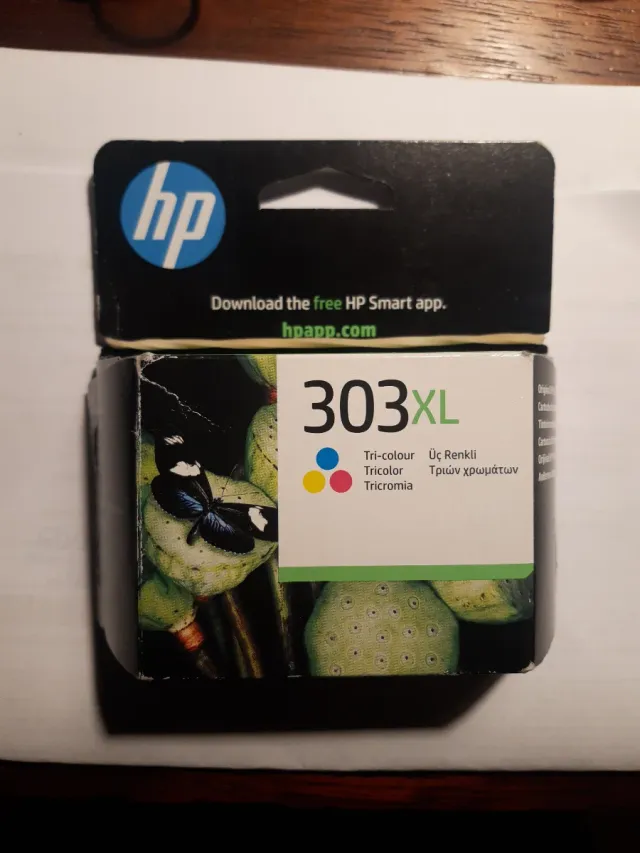 hp
Download the free HP Smart app.
hpapp.com
303XL
Tri-colour Üç Renkli
Tricolor Τριών χρωμάτων
Tricromia